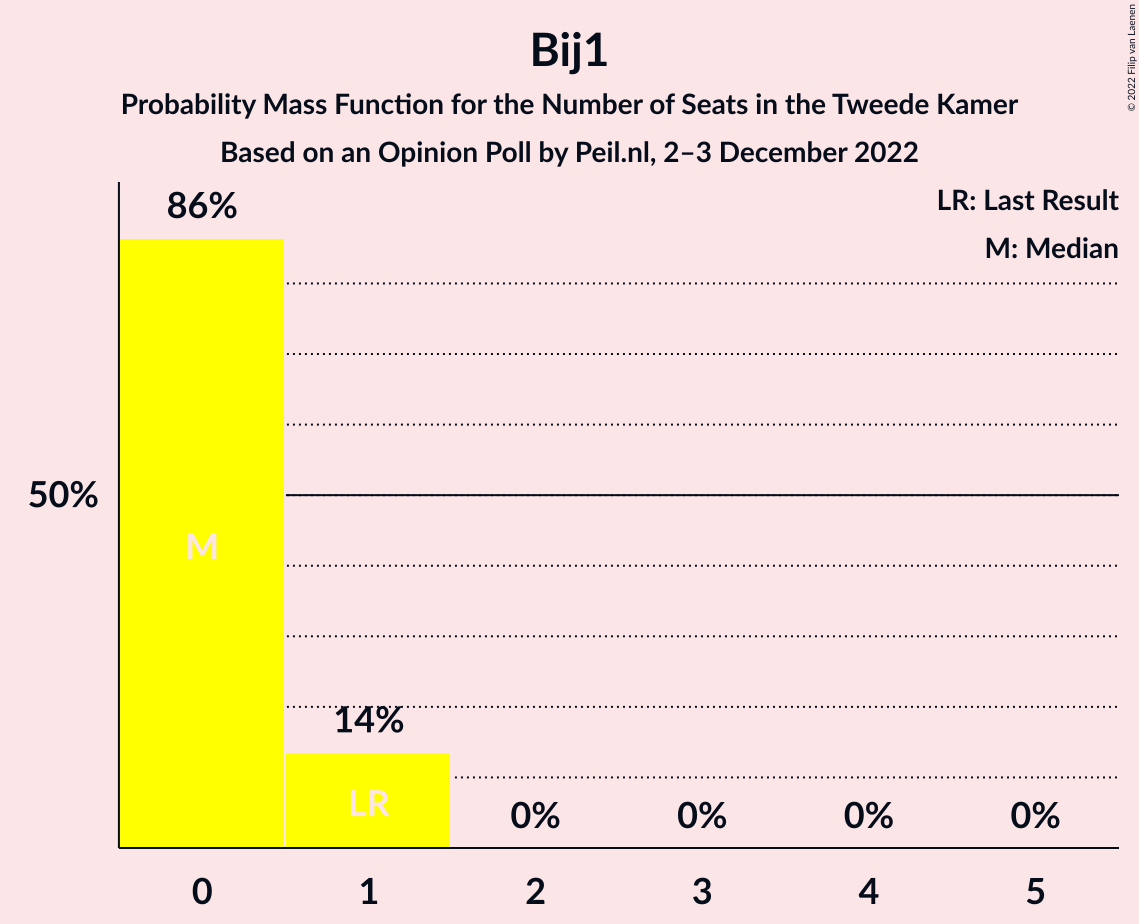 Bij1
Probability Mass Function for the Number of Seats in the Tweede Kamer
Based on an Opinion Poll by Peil.nl, 2–3 December 2022
© 2022 Filip van Laenen
LR: Last Result
M: Median
86%
50%
M
14%
LR
0% 0% 0% 0%
0 1 2 3 4 5